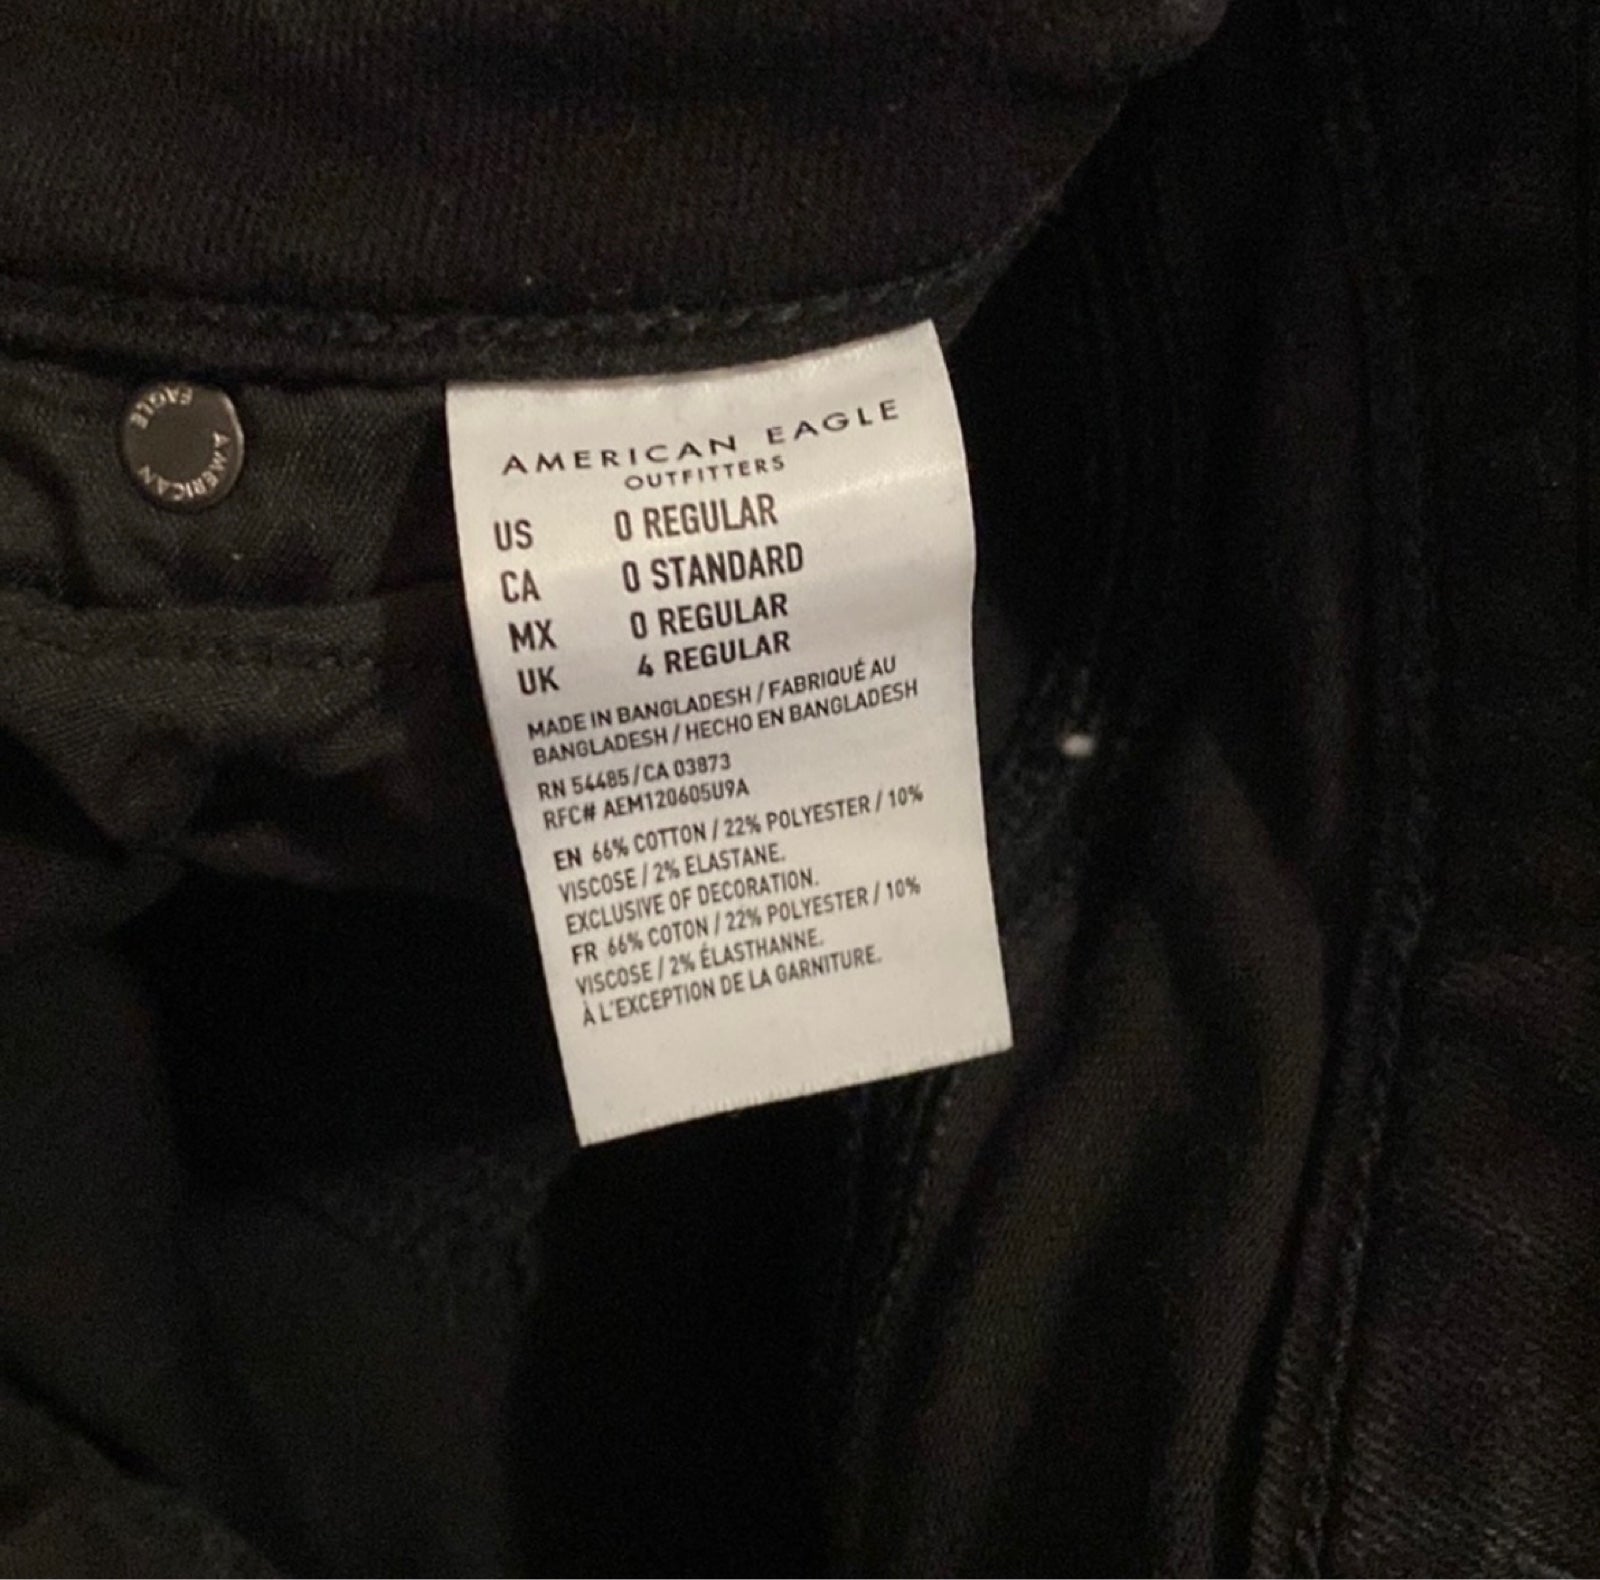 AMERICAN EAGLE
AMERICAN EAGLE
OUTFITTERS
US 0 REGULAR
CA 0 STANDARD
MX 0 REGULAR
UK 4 REGULAR
MADE IN BANGLADESH / FABRIQUÉ AU
BANGLADESH / HECHO EN BANGLADESH
RN 54485 / CA 03873
RFC# AEM120605U9A
EN 66% COTTON / 22% POLYESTER / 10%
VISCOSE / 2% ELASTANE.
EXCLUSIVE OF DECORATION.
FR 66% COTON / 22% POLYESTER / 10%
VISCOSE / 2% ÉLASTHANNE.
À L'EXCEPTION DE LA GARNITURE.